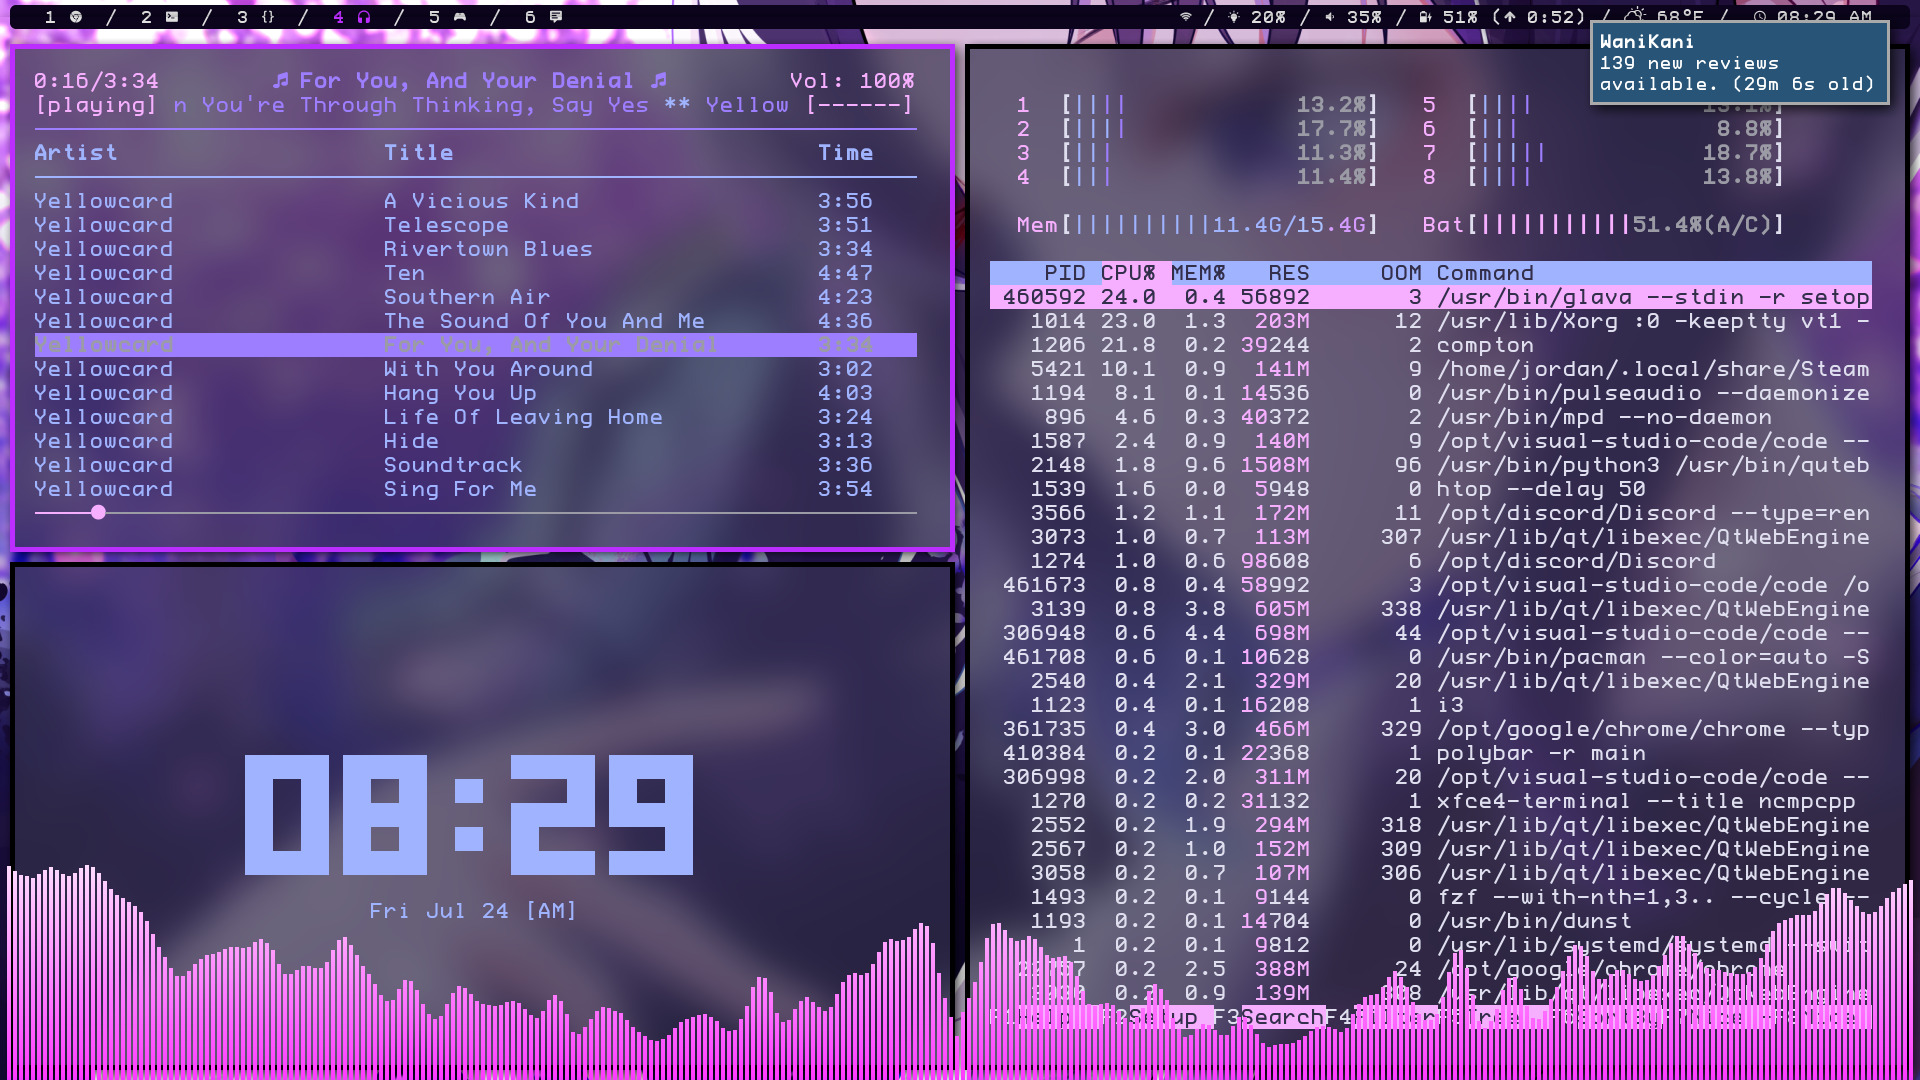 1 / 2 / 3 {} / 4 / 5 / 6
/ 20% / 35% / 51% (↑ 0:52) / 68°F / 08:29 AM
WaniKani
139 new reviews
available. (29m 6s old)
0:16/3:34 ♫ For You, And Your Denial ♫ Vol: 100%
[playing] n You're Through Thinking, Say Yes ** Yellow [------]
Artist Title Time
Yellowcard A Vicious Kind 3:56
Yellowcard Telescope 3:51
Yellowcard Rivertown Blues 3:34
Yellowcard Ten 4:47
Yellowcard Southern Air 4:23
Yellowcard The Sound Of You And Me 4:36
Yellowcard For You, And Your Denial 3:34
Yellowcard With You Around 3:02
Yellowcard Hang You Up 4:03
Yellowcard Life Of Leaving Home 3:24
Yellowcard Hide 3:13
Yellowcard Soundtrack 3:36
Yellowcard Sing For Me 3:54
08:29
Fri Jul 24 [AM]
1 [|||| 13.2%] 5 [||||
2 [|||| 17.7%] 6 [||| 8.8%]
3 [||| 11.3%] 7 [||||| 18.7%]
4 [||| 11.4%] 8 [|||| 13.8%]
Mem[||||||||||11.4G/15.4G] Bat[|||||||||||51.4%(A/C)]
PID CPU% MEM% RES OOM Command
460592 24.0 0.4 56892 3 /usr/bin/glava --stdin -r setop
1014 23.0 1.3 203M 12 /usr/lib/Xorg :0 -keeptty vt1 -
1206 21.8 0.2 39244 2 compton
5421 10.1 0.9 141M 9 /home/jordan/.local/share/Steam
1194 8.1 0.1 14536 0 /usr/bin/pulseaudio --daemonize
896 4.6 0.3 40372 2 /usr/bin/mpd --no-daemon
1587 2.4 0.9 140M 9 /opt/visual-studio-code/code --
2148 1.8 9.6 1508M 96 /usr/bin/python3 /usr/bin/quteb
1539 1.6 0.0 5948 0 htop --delay 50
3566 1.2 1.1 172M 11 /opt/discord/Discord --type=ren
3073 1.0 0.7 113M 307 /usr/lib/qt/libexec/QtWebEngine
1274 1.0 0.6 98608 6 /opt/discord/Discord
461673 0.8 0.4 58992 3 /opt/visual-studio-code/code /o
3139 0.8 3.8 605M 338 /usr/lib/qt/libexec/QtWebEngine
306948 0.6 4.4 698M 44 /opt/visual-studio-code/code --
461708 0.6 0.1 10628 0 /usr/bin/pacman --color=auto -S
2540 0.4 2.1 329M 20 /usr/lib/qt/libexec/QtWebEngine
1123 0.4 0.1 16208 1 i3
361735 0.4 3.0 466M 329 /opt/google/chrome/chrome --typ
410384 0.2 0.1 22368 1 polybar -r main
306998 0.2 2.0 311M 20 /opt/visual-studio-code/code --
1270 0.2 0.2 31132 1 xfce4-terminal --title ncmpcpp
2552 0.2 1.9 294M 318 /usr/lib/qt/libexec/QtWebEngine
2567 0.2 1.0 152M 309 /usr/lib/qt/libexec/QtWebEngine
3058 0.2 0.7 107M 306 /usr/lib/qt/libexec/QtWebEngine
1493 0.2 0.1 9144 0 fzf --with-nth=1,3.. --cycle --
1193 0.2 0.1 14704 0 /usr/bin/dunst
1 0.2 0.1 9812 0 /usr/lib/systemd/systemd --swit
0.2 2.5 388M 24 /opt/google/chrome/chrome
0.2 0.9 139M 308 /usr/lib/qt/libexec/QtWebEngine
F1Help F2Setup F3SearchF4FilterF5Tree